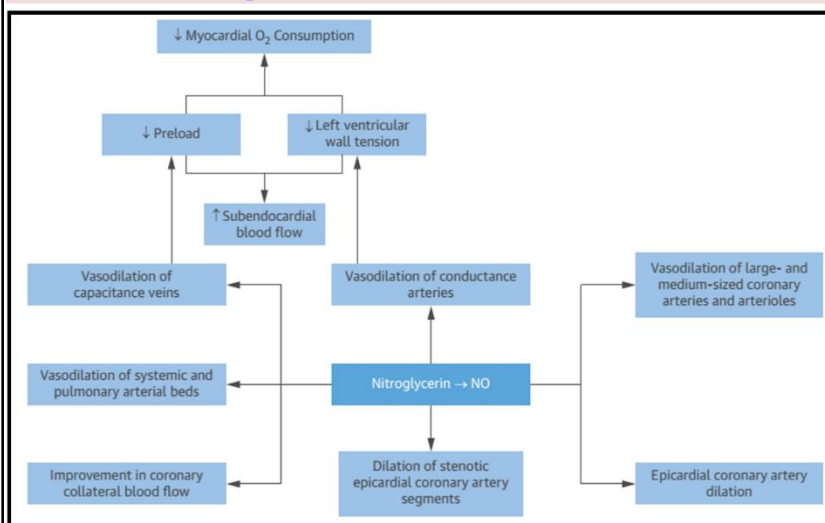 ↓ Myocardial O₂ Consumption
↓ Preload
↓ Left ventricular
wall tension
↑ Subendocardial
blood flow
Vasodilation of
capacitance veins
Vasodilation of conductance
arteries
Vasodilation of large- and
medium-sized coronary
arteries and arterioles
Vasodilation of systemic and
pulmonary arterial beds
Nitroglycerin → NO
Improvement in coronary
collateral blood flow
Dilation of stenotic
epicardial coronary artery
segments
Epicardial coronary artery
dilation